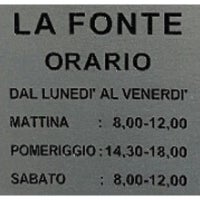 LA FONTE
ORARIO
DAL LUNEDI' AL VENERDI'
MATTINA : 8,00-12,00
POMERIGGIO : 14,30-18,00
SABATO : 8,00-12,00